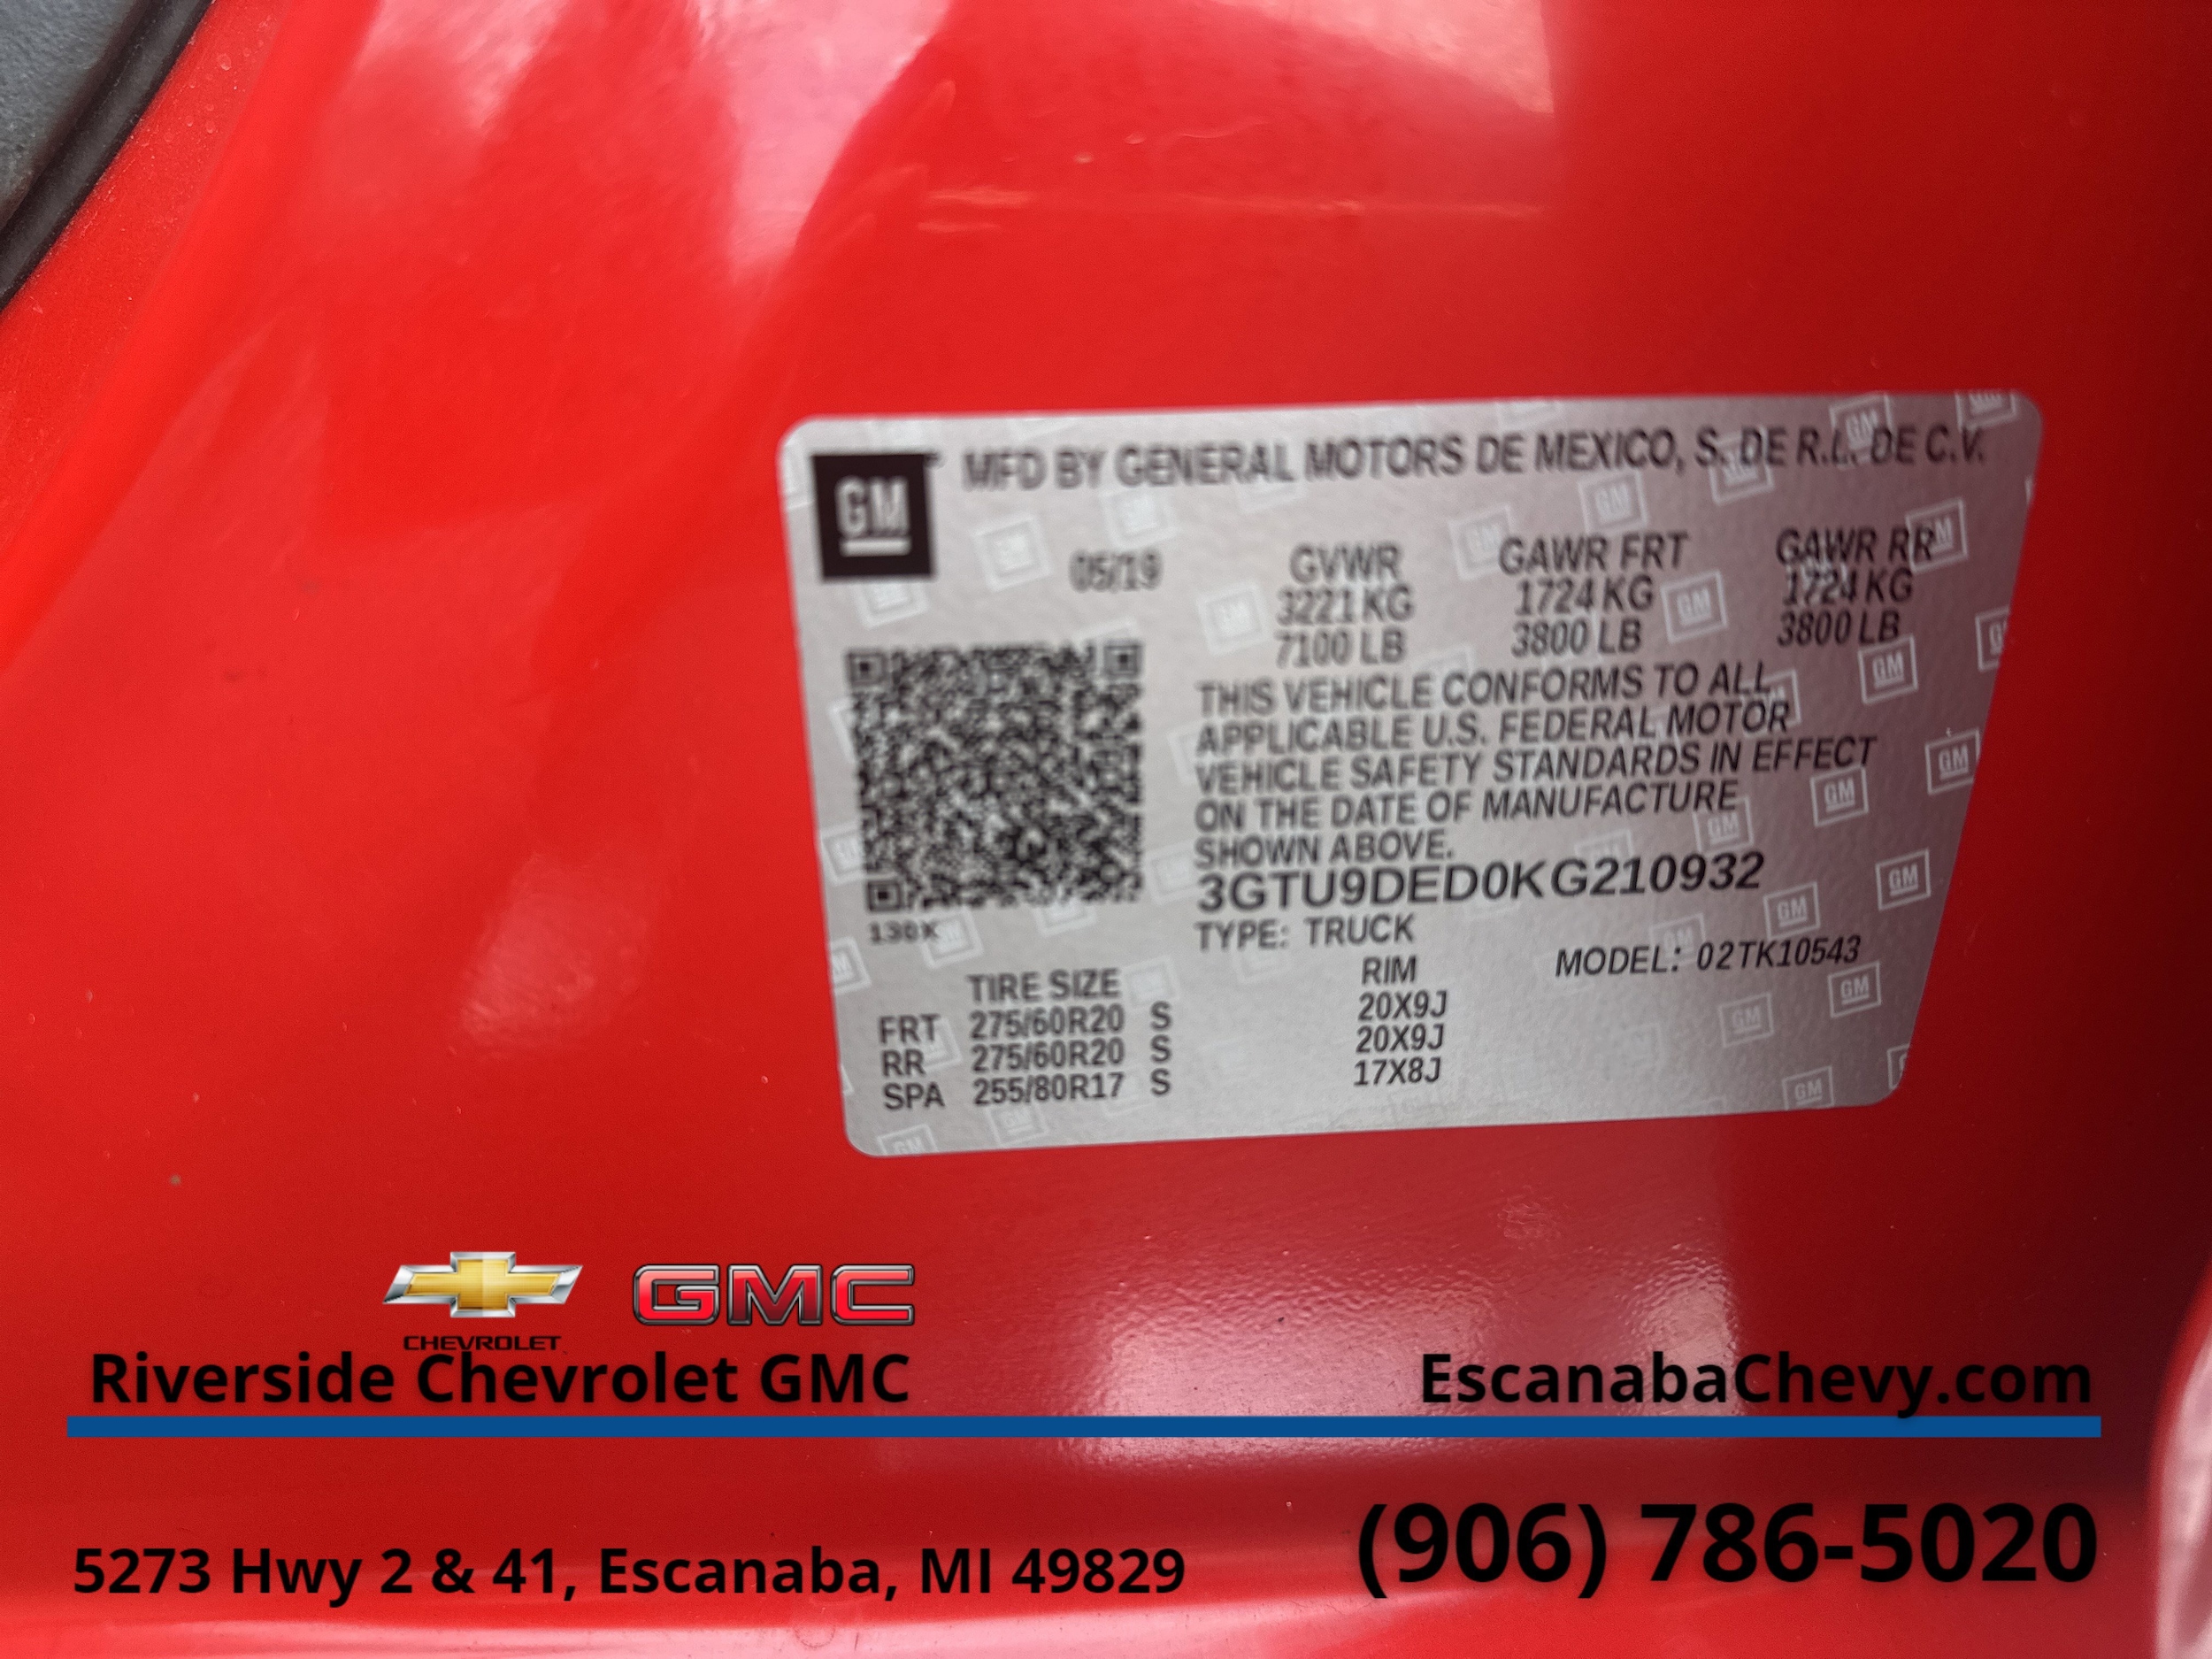 GM
MFD BY GENERAL MOTORS DE MEXICO, S. DE R.L. DE C.V.
05/19 GVWR GAWR FRT GAWR RR
3221 KG 1724 KG 1724 KG
7100 LB 3800 LB 3800 LB
THIS VEHICLE CONFORMS TO ALL
APPLICABLE U.S. FEDERAL MOTOR
VEHICLE SAFETY STANDARDS IN EFFECT
ON THE DATE OF MANUFACTURE
SHOWN ABOVE.
3GTU9DED0KG210932
130X
TYPE: TRUCK
MODEL: 02TK10543
TIRE SIZE RIM
FRT 275/60R20 S 20X9J
RR 275/60R20 S 20X9J
SPA 255/80R17 S 17X8J
GMC
CHEVROLET
Riverside Chevrolet GMC
EscanabaChevy.com
5273 Hwy 2 & 41, Escanaba, MI 49829
(906) 786-5020